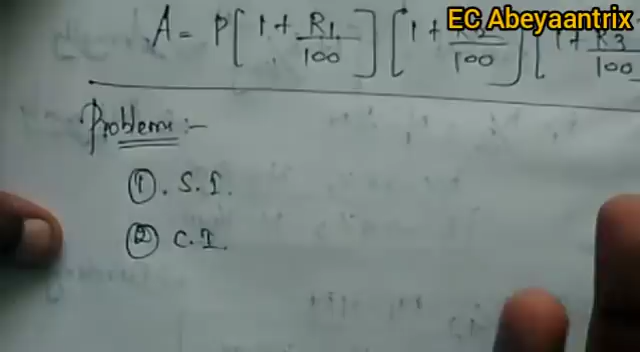 EC Abeyaantrix
A = P[1 + R1/100][1 + R2/100][1 + R3/100
Problems :-
① . S.I.
② C.I.